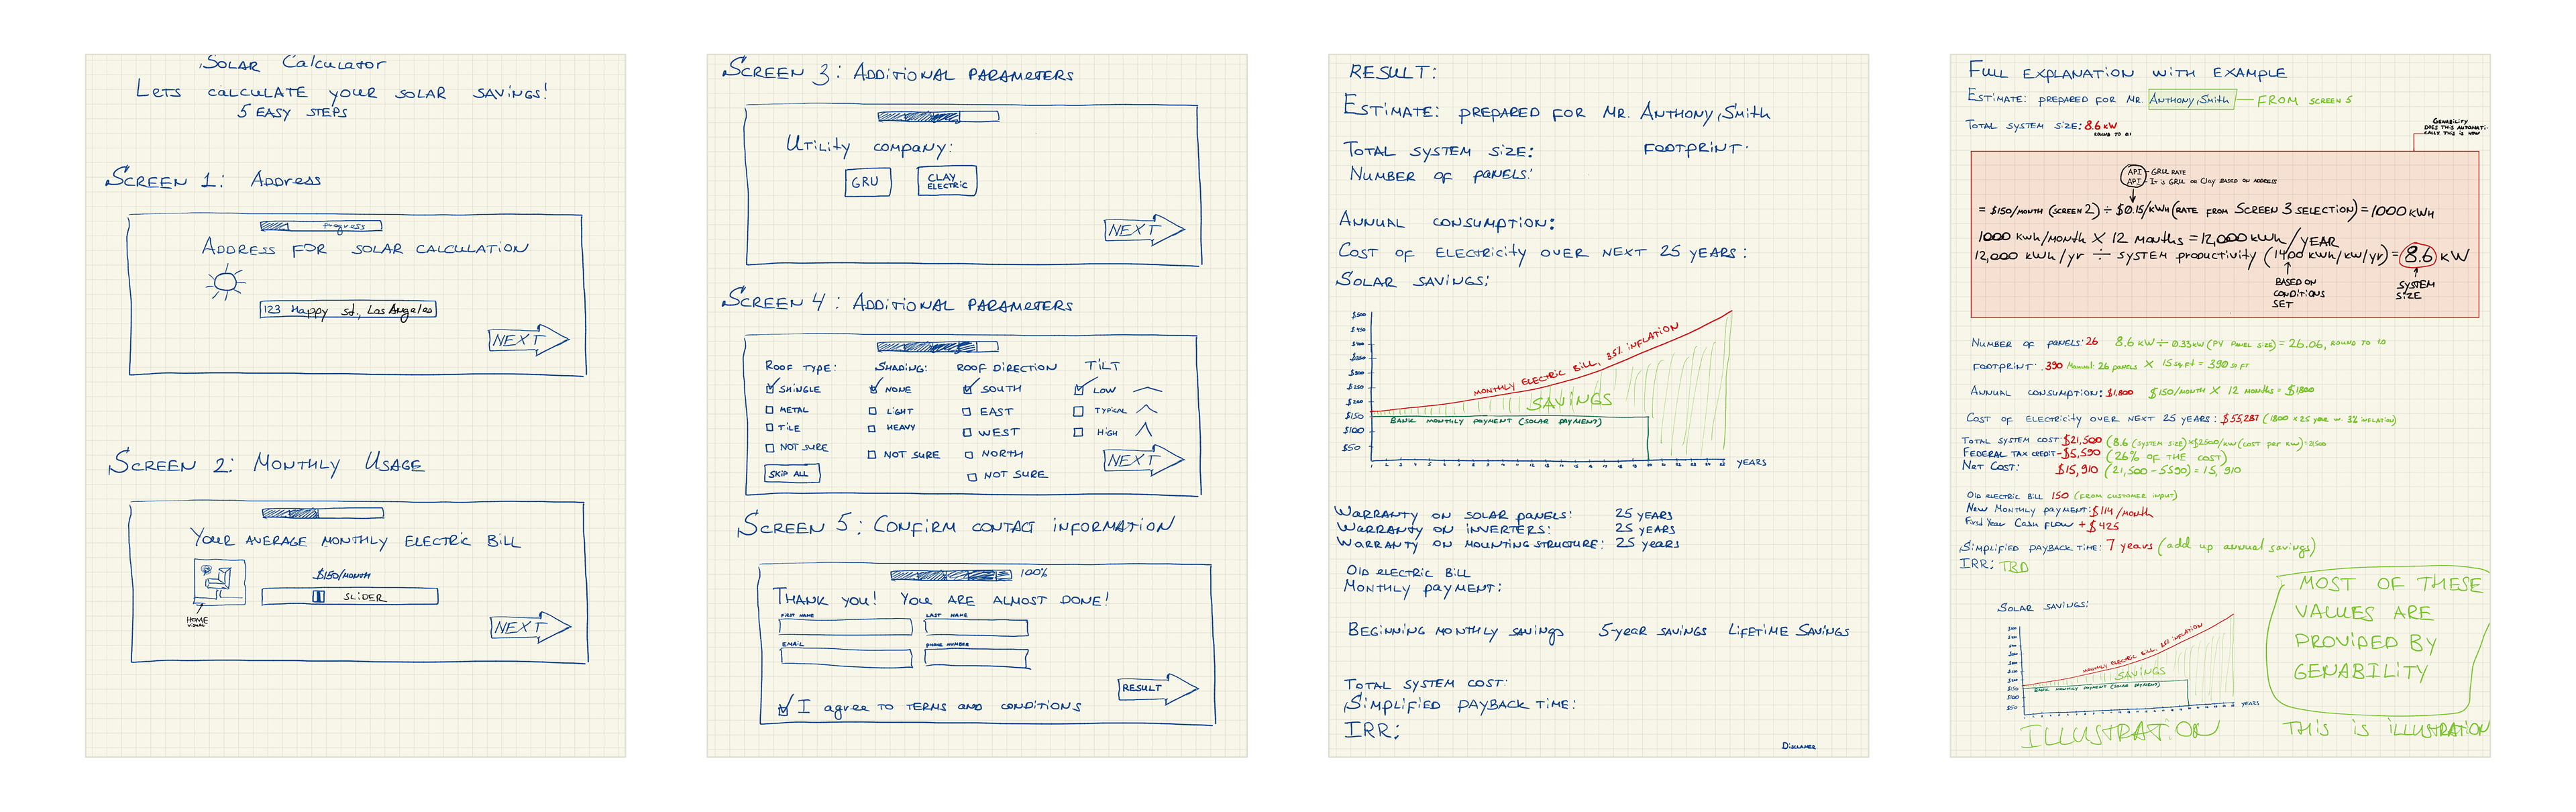 Solar Calculator
Lets calculate your solar savings!
5 easy steps
Screen 1: Address
progress
Address for solar calculation
123 Happy sd., Los Angeles
NEXT
Screen 2: Monthly Usage
Your average monthly electric bill
$150/month
SLIDER
HOME
VISUAL
NEXT
Screen 3: Additional parameters
Utility company:
GRU
CLAY ELECTRIC
NEXT
Screen 4: Additional parameters
Roof type: Shading: Roof direction Tilt
Shingle None South Low
Metal Light East Typical
Tile Heavy West High
Not sure Not sure North
Skip all Not sure
NEXT
Screen 5: Confirm contact information
100%
Thank you! You are almost done!
First name Last name
Email Phone number
RESULT
I agree to terms and conditions
RESULT:
Estimate: prepared for Mr. Anthony, Smith
Total system size: Footprint:
Number of panels:
Annual consumption:
Cost of electricity over next 25 years:
Solar savings:
$500
$450
$400
$350
$300
$250
$200
$150
$100
$50
Monthly electric bill, 3.5% inflation
SAVINGS
Bank monthly payment (solar payment)
YEARS
Warranty on solar panels: 25 years
Warranty on inverters: 25 years
Warranty on mounting structure: 25 years
Old electric bill
Monthly payment:
Beginning monthly savings 5-year savings Lifetime savings
Total system cost:
Simplified payback time:
IRR:
Full explanation with example
Estimate: prepared for Mr. Anthony, Smith — from screen 5
Total system size: 8.6 kW
Genability does this automatically this is now
API - GRU rate
API - It is GRU or Clay based on address
= $150/month (screen 2) ÷ $0.15/kWh (rate from Screen 3 selection) = 1000 kWh
1000 kWh/month X 12 months = 12,000 kWh/year
12,000 kWh/yr ÷ system productivity (1400 kWh/kW/yr) = 8.6 kW
Based on conditions set
System size
Number of panels: 26 8.6 kW ÷ 0.33 kW (PV panel size) = 26.06, round to
Footprint: 390 26 panels X 15 sq ft = 390 sq ft
Annual consumption: $1,800 $150/month X 12 months = $1800
Cost of electricity over next 25 years: $55,287 (1800 x 25 year 3% inflation)
Total system cost: $21,500 (8.6 (system size) x $2500/kW (cost per kW) = 21,500
Federal tax credit - $5,590 (26% of the cost)
Net cost: $15,910 (21,500 - 5590) = 15,910
Old electric bill 150 (from customer input)
New monthly payment: $114/month
First Year Cash Flow + $425
Simplified payback time: 7 years (add up annual savings)
IRR: TBD
Most of these values are provided by Genability
Solar savings:
Monthly electric bill, inflation
SAVINGS
Bank monthly payment (solar payment)
YEARS
ILLUSTRATION
This is illustration